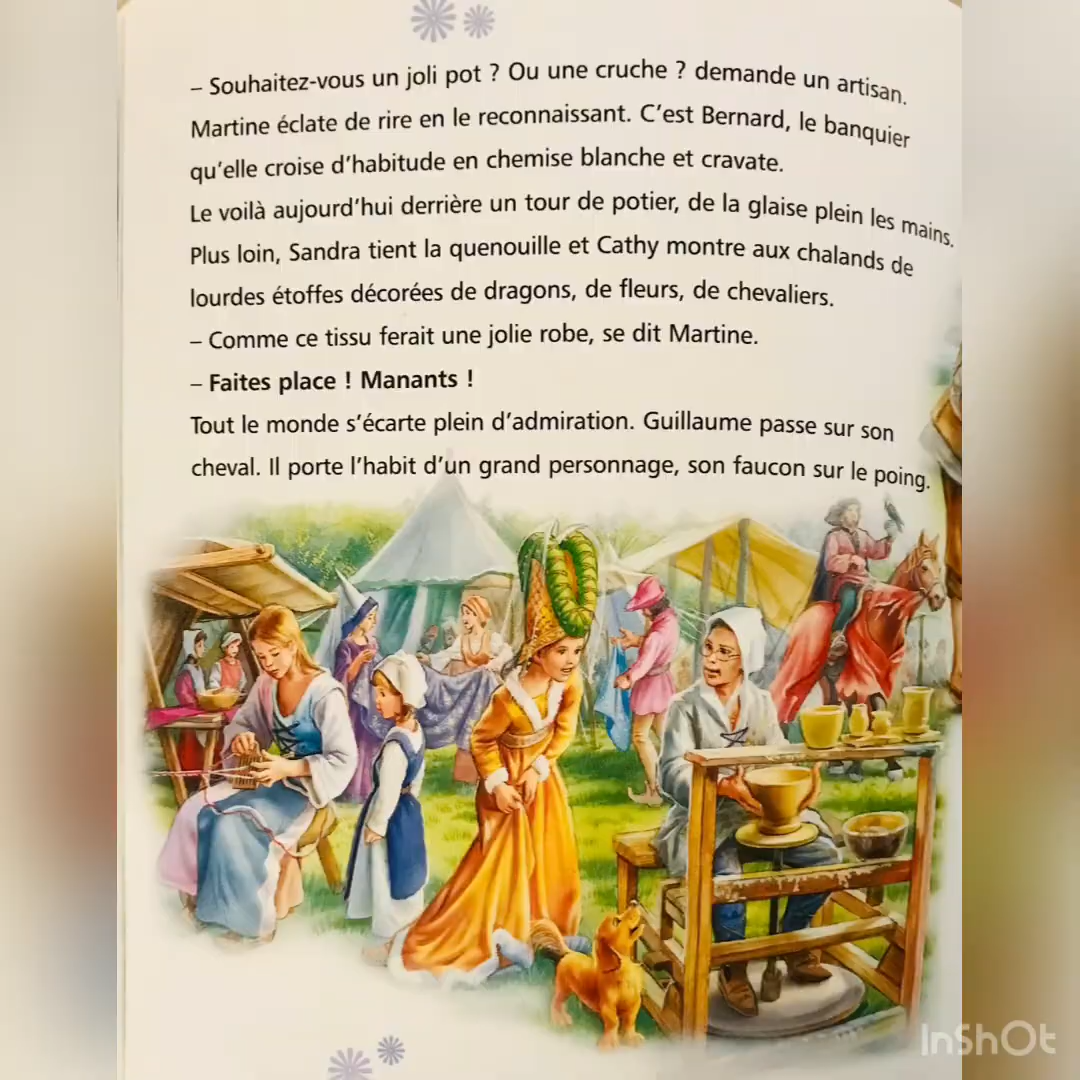 – Souhaitez-vous un joli pot ? Ou une cruche ? demande un artisan.
Martine éclate de rire en le reconnaissant. C’est Bernard, le banquier
qu’elle croise d’habitude en chemise blanche et cravate.
Le voilà aujourd’hui derrière un tour de potier, de la glaise plein les mains.
Plus loin, Sandra tient la quenouille et Cathy montre aux chalands de
lourdes étoffes décorées de dragons, de fleurs, de chevaliers.
– Comme ce tissu ferait une jolie robe, se dit Martine.
– Faites place ! Manants !
Tout le monde s’écarte plein d’admiration. Guillaume passe sur son
cheval. Il porte l’habit d’un grand personnage, son faucon sur le poing.
InShOt